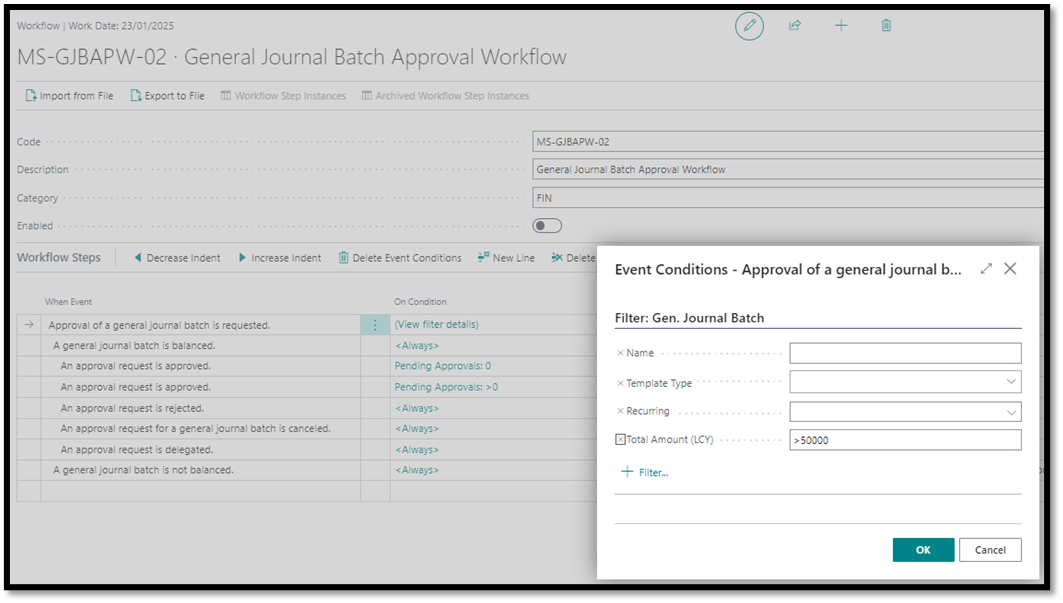 Workflow | Work Date: 23/01/2025
MS-GJBAPW-02 · General Journal Batch Approval Workflow
Import from File Export to File Workflow Step Instances Archived Workflow Step Instances
Code MS-GJBAPW-02
Description General Journal Batch Approval Workflow
Category FIN
Enabled
Workflow Steps Decrease Indent Increase Indent Delete Event Conditions New Line Delete
When Event On Condition
Approval of a general journal batch is requested. (View filter details)
A general journal batch is balanced. <Always>
An approval request is approved. Pending Approvals: 0
An approval request is approved. Pending Approvals: >0
An approval request is rejected. <Always>
An approval request for a general journal batch is canceled. <Always>
An approval request is delegated. <Always>
A general journal batch is not balanced. <Always>
Event Conditions - Approval of a general journal b...
Filter: Gen. Journal Batch
Name
Template Type
Recurring
Total Amount (LCY) >50000
Filter...
OK Cancel